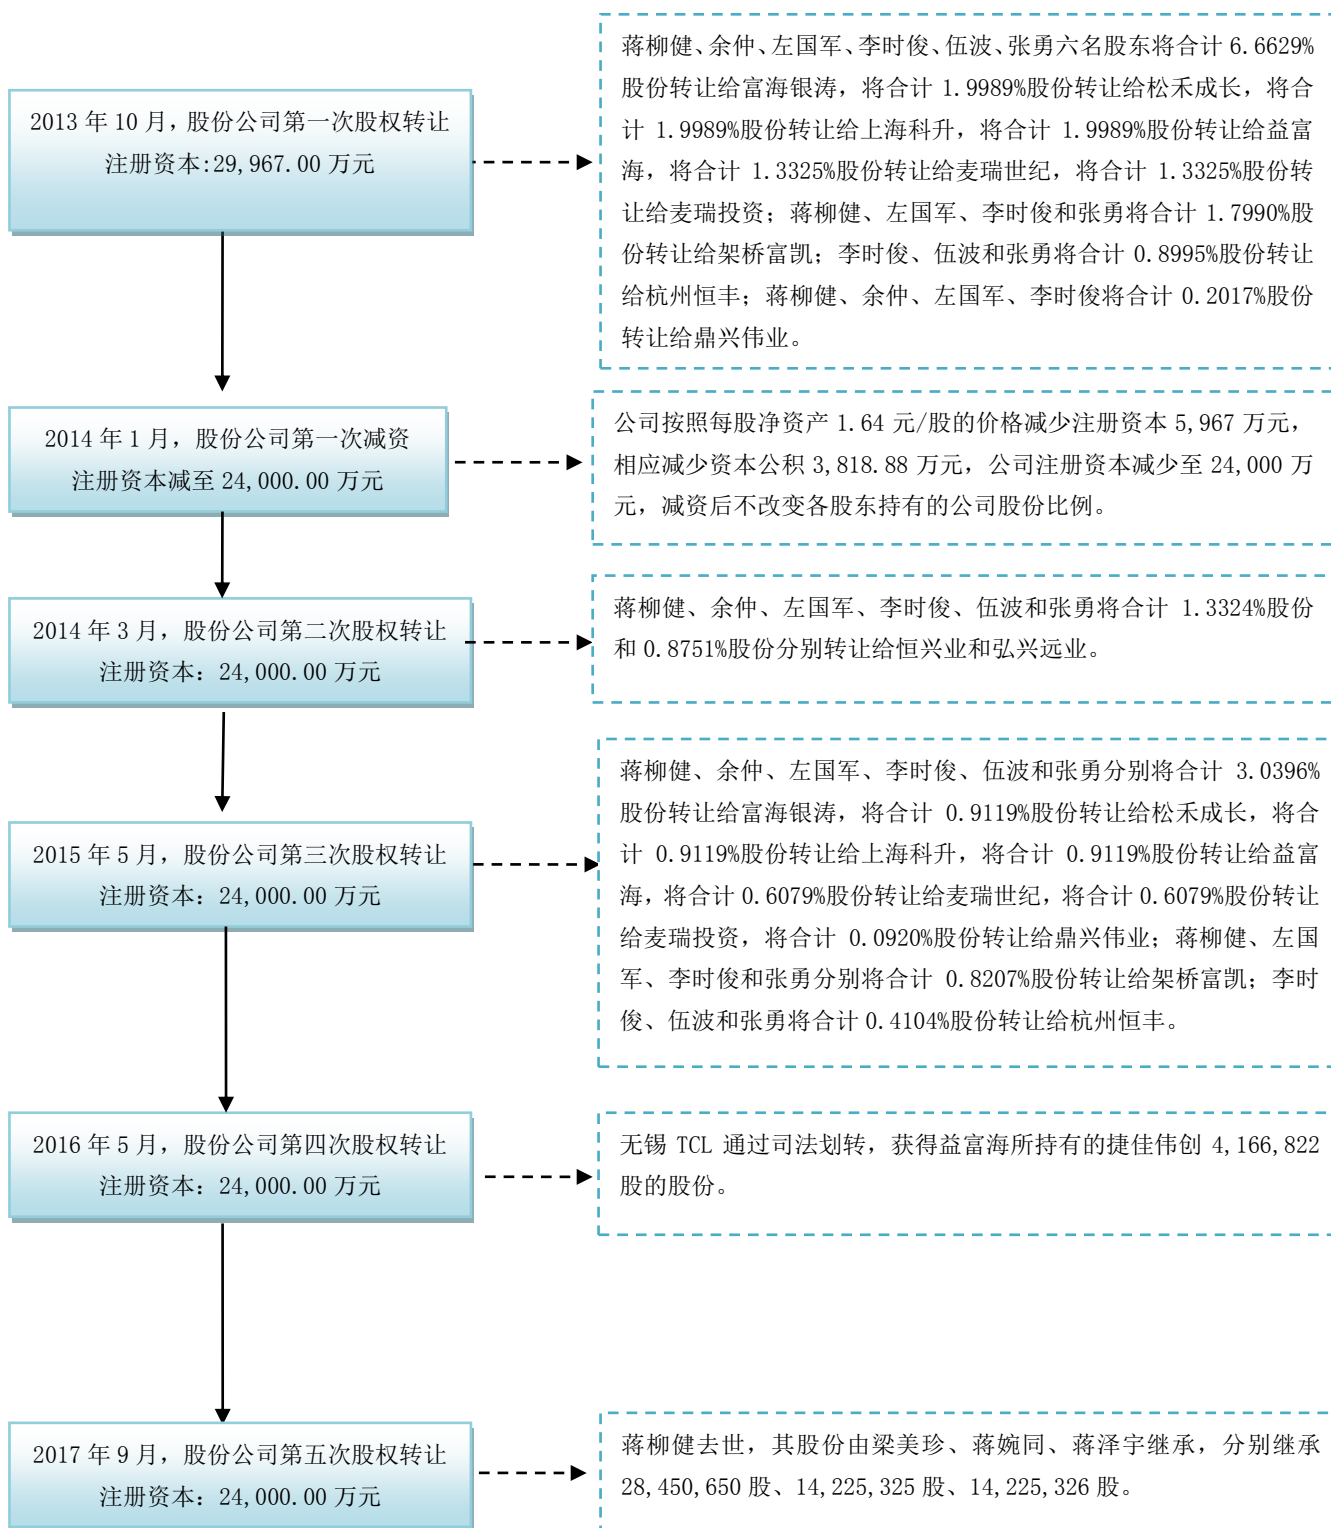 2013 年 10 月，股份公司第一次股权转让
注册资本:29,967.00 万元
蒋柳健、余仲、左国军、李时俊、伍波、张勇六名股东将合计 6.6629%
股份转让给富海银涛，将合计 1.9989%股份转让给松禾成长，将合
计 1.9989%股份转让给上海科升，将合计 1.9989%股份转让给益富
海，将合计 1.3325%股份转让给麦瑞世纪，将合计 1.3325%股份转
让给麦瑞投资；蒋柳健、左国军、李时俊和张勇将合计 1.7990%股
份转让给架桥富凯；李时俊、伍波和张勇将合计 0.8995%股份转让
给杭州恒丰；蒋柳健、余仲、左国军、李时俊将合计 0.2017%股份
转让给鼎兴伟业。
2014 年 1 月，股份公司第一次减资
注册资本减至 24,000.00 万元
公司按照每股净资产 1.64 元/股的价格减少注册资本 5,967 万元，
相应减少资本公积 3,818.88 万元，公司注册资本减少至 24,000 万
元，减资后不改变各股东持有的公司股份比例。
2014 年 3 月，股份公司第二次股权转让
注册资本：24,000.00 万元
蒋柳健、余仲、左国军、李时俊、伍波和张勇将合计 1.3324%股份
和 0.8751%股份分别转让给恒兴业和弘兴远业。
2015 年 5 月，股份公司第三次股权转让
注册资本：24,000.00 万元
蒋柳健、余仲、左国军、李时俊、伍波和张勇分别将合计 3.0396%
股份转让给富海银涛，将合计 0.9119%股份转让给松禾成长，将合
计 0.9119%股份转让给上海科升，将合计 0.9119%股份转让给益富
海，将合计 0.6079%股份转让给麦瑞世纪，将合计 0.6079%股份转让
给麦瑞投资，将合计 0.0920%股份转让给鼎兴伟业；蒋柳健、左国
军、李时俊和张勇分别将合计 0.8207%股份转让给架桥富凯；李时
俊、伍波和张勇将合计 0.4104%股份转让给杭州恒丰。
2016 年 5 月，股份公司第四次股权转让
注册资本：24,000.00 万元
无锡 TCL 通过司法划转，获得益富海所持有的捷佳伟创 4,166,822
股的股份。
2017 年 9 月，股份公司第五次股权转让
注册资本：24,000.00 万元
蒋柳健去世，其股份由梁美珍、蒋婉同、蒋泽宇继承，分别继承
28,450,650 股、14,225,325 股、14,225,326 股。